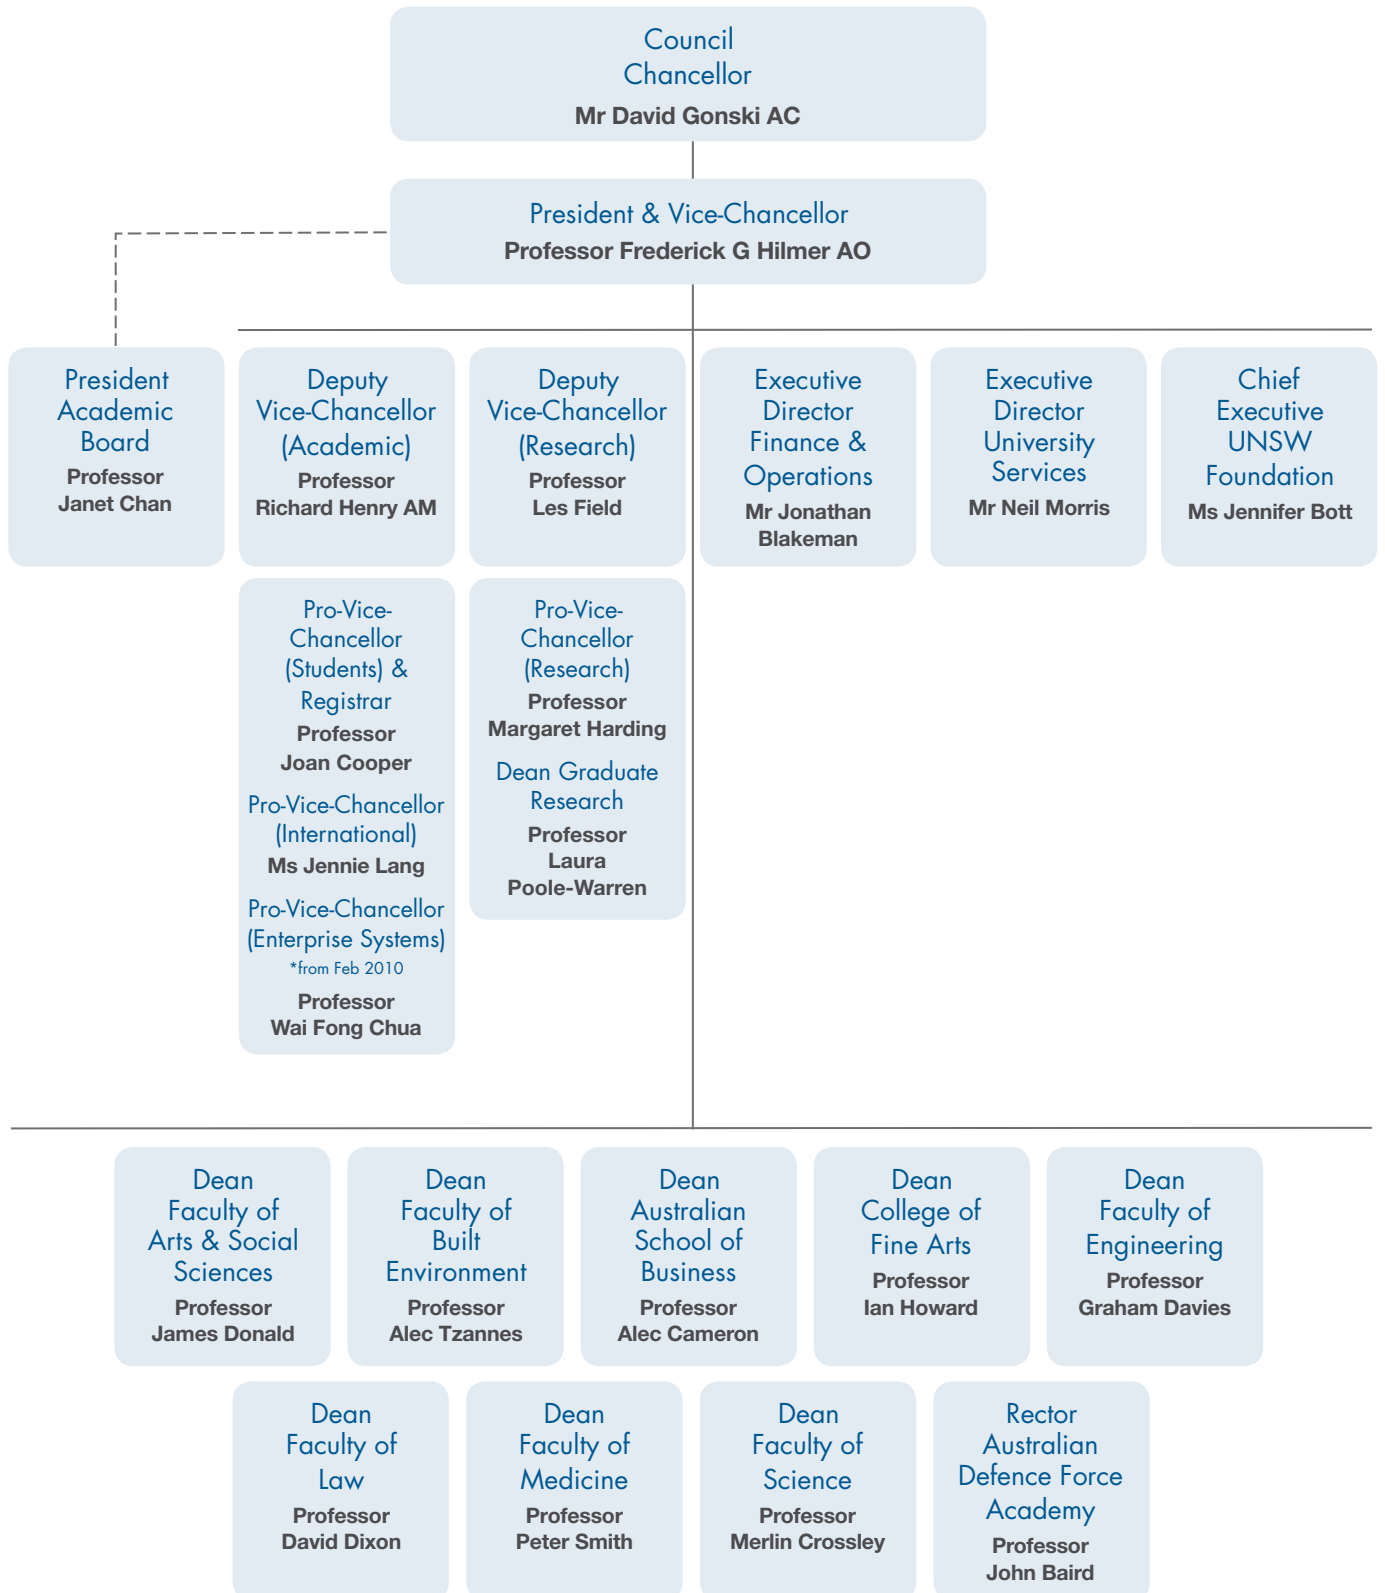 Council
Chancellor
Mr David Gonski AC
President & Vice-Chancellor
Professor Frederick G Hilmer AO
President
Academic
Board
Professor
Janet Chan
Deputy
Vice-Chancellor
(Academic)
Professor
Richard Henry AM
Deputy
Vice-Chancellor
(Research)
Professor
Les Field
Executive
Director
Finance &
Operations
Mr Jonathan
Blakeman
Executive
Director
University
Services
Mr Neil Morris
Chief
Executive
UNSW
Foundation
Ms Jennifer Bott
Pro-Vice-
Chancellor
(Students) &
Registrar
Professor
Joan Cooper
Pro-Vice-Chancellor
(International)
Ms Jennie Lang
Pro-Vice-Chancellor
(Enterprise Systems)
*from Feb 2010
Professor
Wai Fong Chua
Pro-Vice-
Chancellor
(Research)
Professor
Margaret Harding
Dean Graduate
Research
Professor
Laura
Poole-Warren
Dean
Faculty of
Arts & Social
Sciences
Professor
James Donald
Dean
Faculty of
Built
Environment
Professor
Alec Tzannes
Dean
Australian
School of
Business
Professor
Alec Cameron
Dean
College of
Fine Arts
Professor
Ian Howard
Dean
Faculty of
Engineering
Professor
Graham Davies
Dean
Faculty of
Law
Professor
David Dixon
Dean
Faculty of
Medicine
Professor
Peter Smith
Dean
Faculty of
Science
Professor
Merlin Crossley
Rector
Australian
Defence Force
Academy
Professor
John Baird